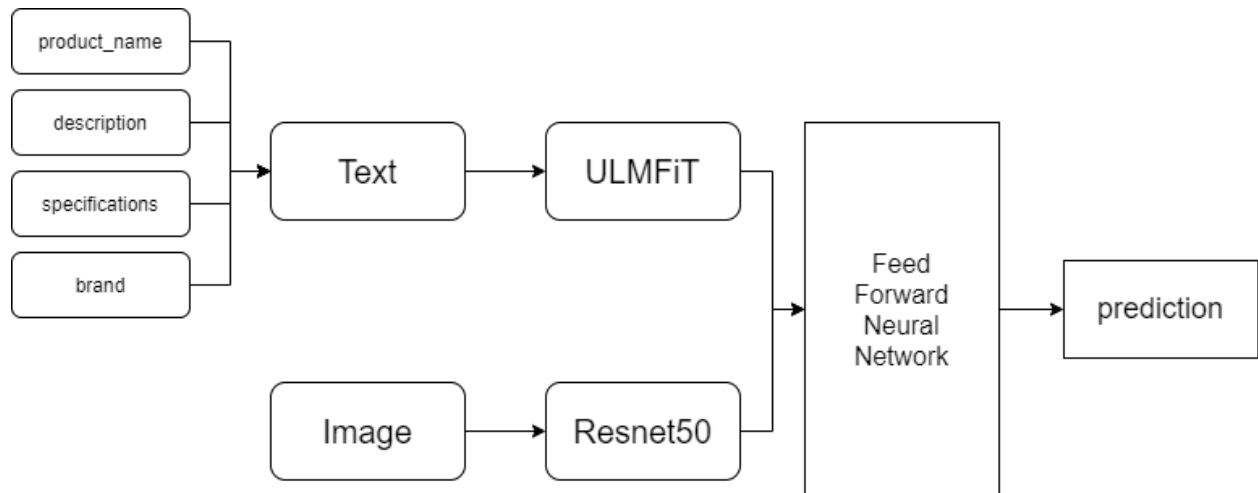 product_name
description
specifications
brand
Text
ULMFiT
Image
Resnet50
Feed
Forward
Neural
Network
prediction